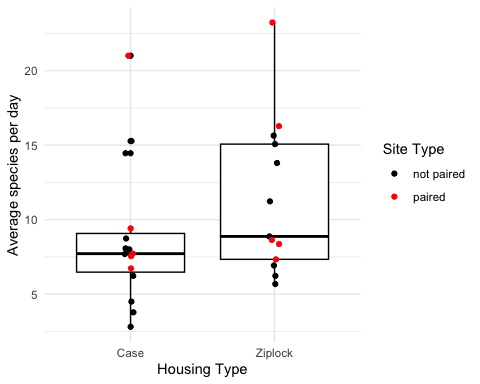 Average species per day
20
15
10
5
Case
Ziplock
Housing Type
Site Type
not paired
paired